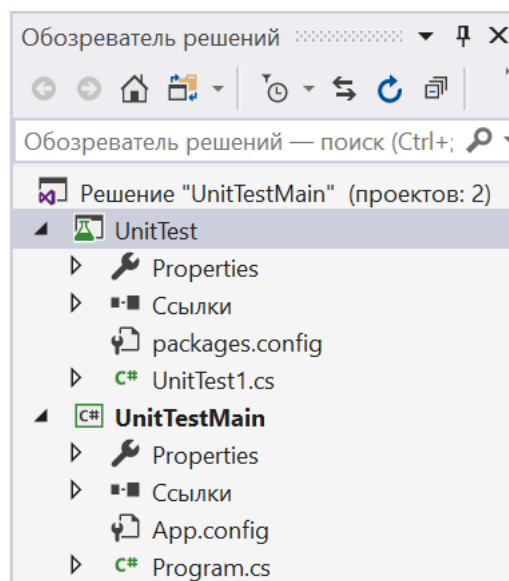 Обозреватель решений
Обозреватель решений — поиск (Ctrl+;
Решение "UnitTestMain" (проектов: 2)
UnitTest
Properties
Ссылки
packages.config
C# UnitTest1.cs
C# UnitTestMain
Properties
Ссылки
App.config
C# Program.cs